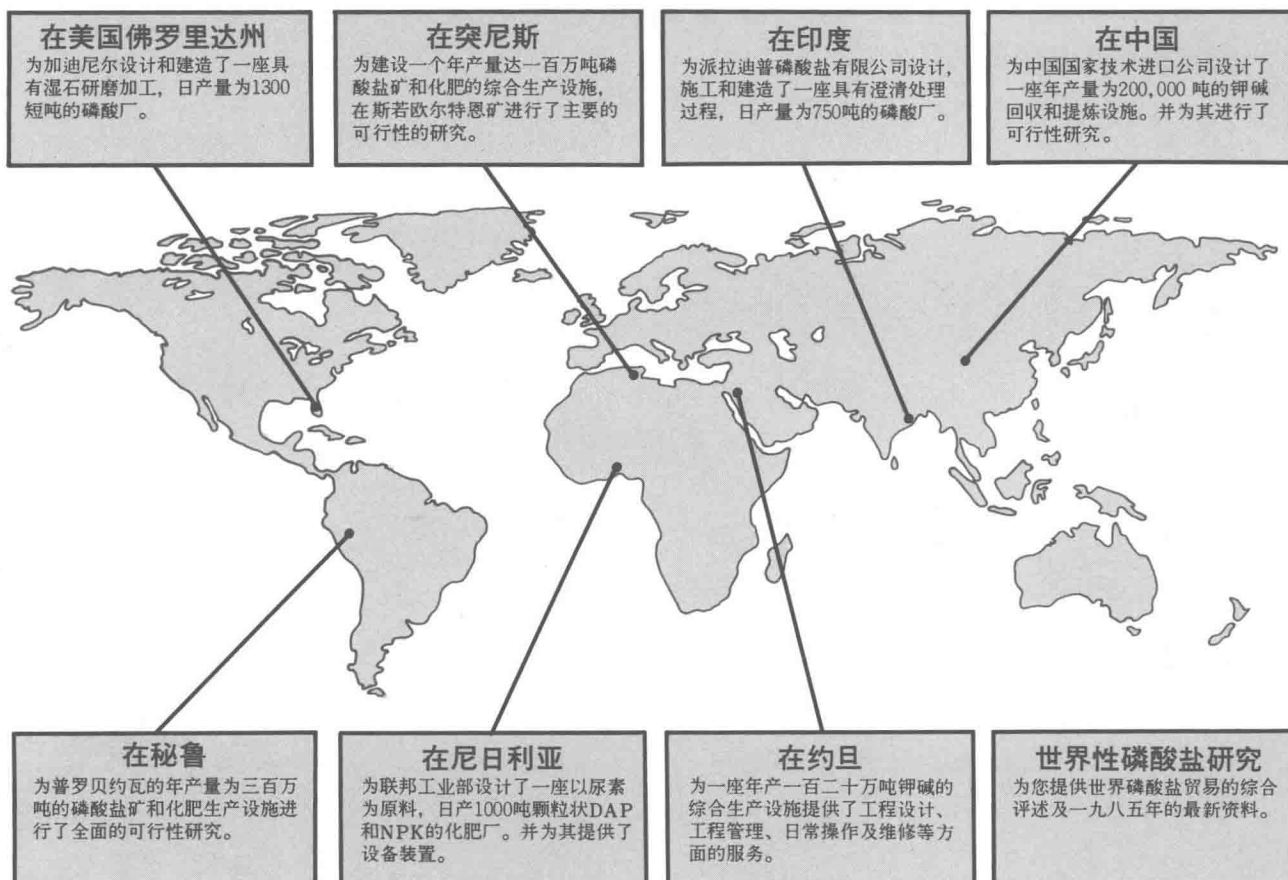 在美国佛罗里达州
为加迪尼尔设计和建造了一座具
有湿石研磨加工，日产量为1300
短吨的磷酸厂。
在突尼斯
为建设一个年产量达一百万吨磷
酸盐矿和化肥的综合生产设施，
在斯若欧尔特恩矿进行了主要的
可行性的研究。
在印度
为派拉迪普磷酸盐有限公司设计，
施工和建造了一座具有澄清处理
过程，日产量为750吨的磷酸厂。
在中国
为中国国家技术进口公司设计了
一座年产量为200,000 吨的钾碱
回收和提炼设施。并为其进行了
可行性研究。
在秘鲁
为普罗贝约瓦的年产量为三百万
吨的磷酸盐矿和化肥生产设施进
行了全面的可行性研究。
在尼日利亚
为联邦工业部设计了一座以尿素
为原料，日产1000吨颗粒状DAP
和NPK的化肥厂。并为其提供了
设备装置。
在约旦
为一座年产一百二十万吨钾碱的
综合生产设施提供了工程设计、
工程管理、日常操作及维修等方
面的服务。
世界性磷酸盐研究
为您提供世界磷酸盐贸易的综合
评述及一九八五年的最新资料。